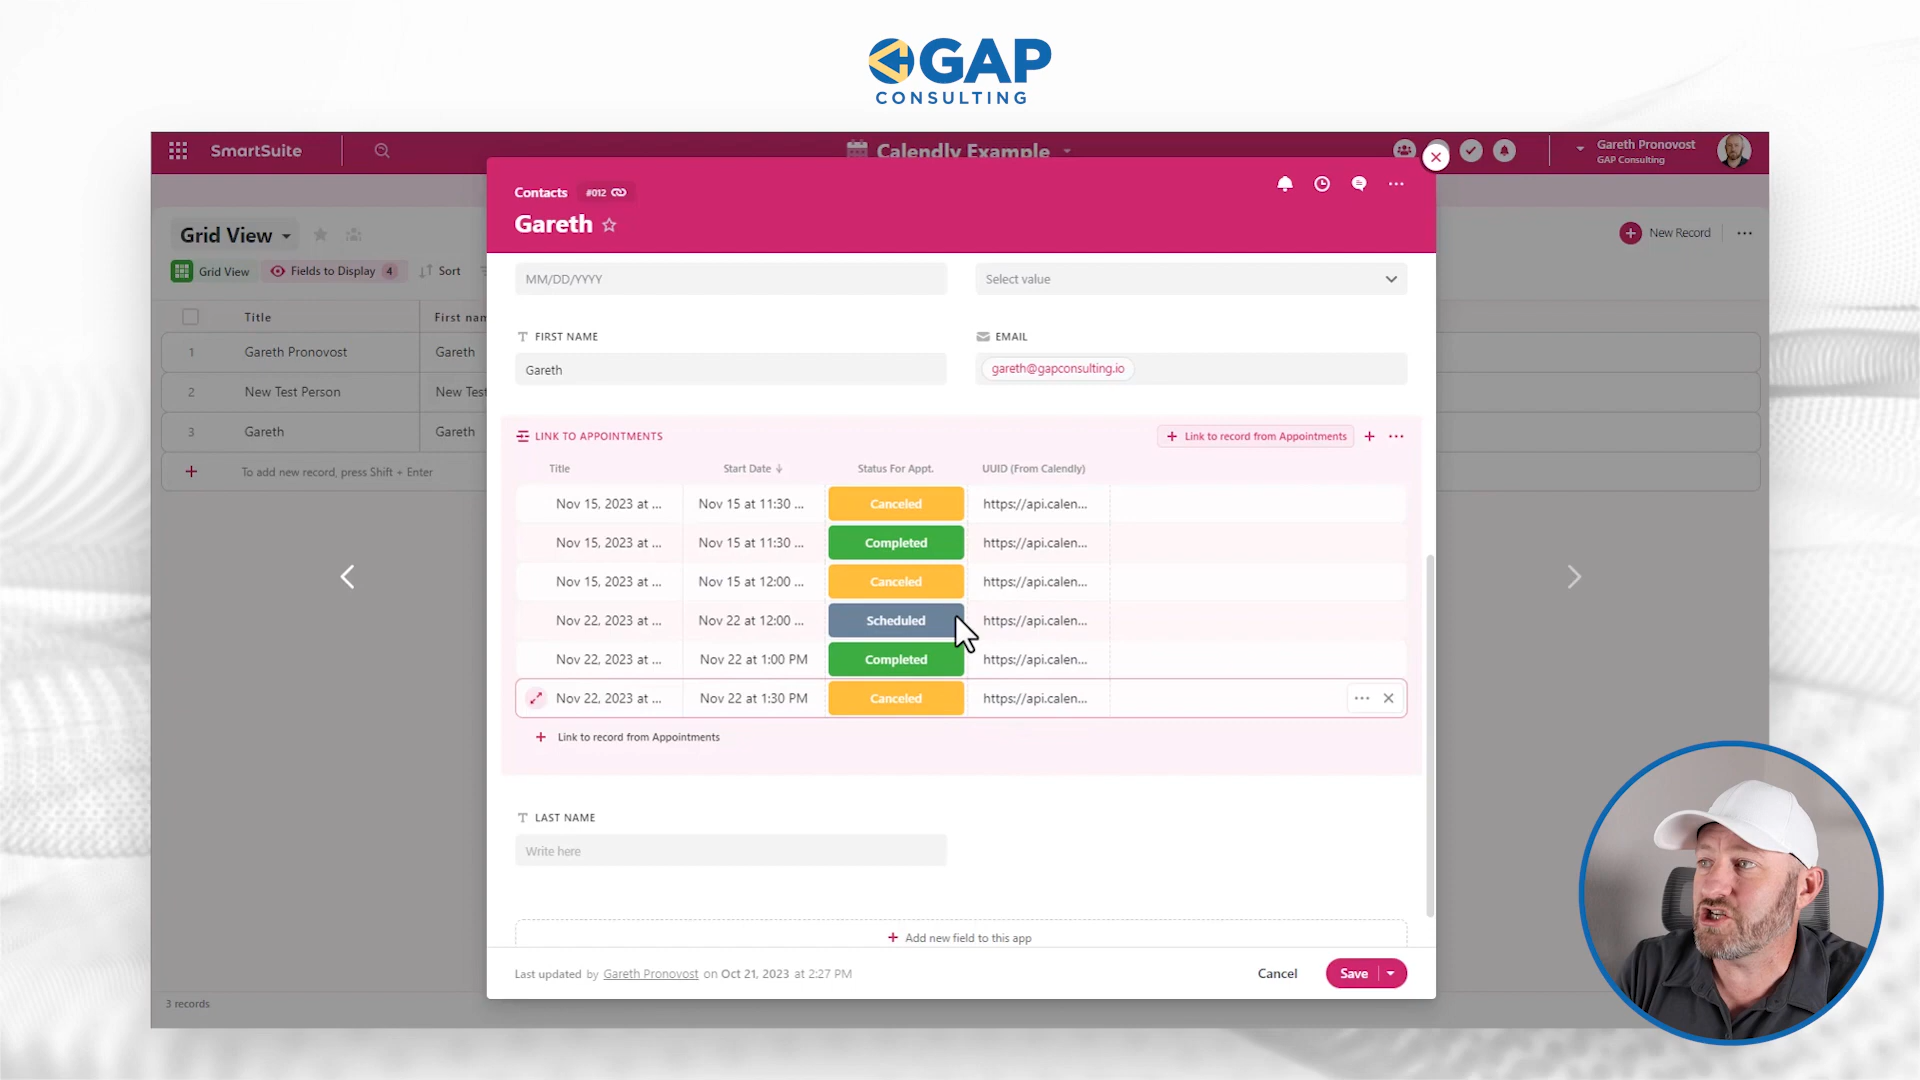 GAP
CONSULTING
SmartSuite
Calendly Example
Gareth Pronovost
GAP Consulting
Contacts #012
Gareth
Grid View
New Record
Grid View Fields to Display 4 Sort
Title First nam
1 Gareth Pronovost Gareth
2 New Test Person New Test
3 Gareth Gareth
To add new record, press Shift + Enter
3 records
MM/DD/YYYY Select value
FIRST NAME EMAIL
Gareth gareth@gapconsulting.io
LINK TO APPOINTMENTS Link to record from Appointments
Title Start Date Status For Appt. UUID (From Calendly)
Nov 15, 2023 at ... Nov 15 at 11:30 ... Canceled https://api.calen...
Nov 15, 2023 at ... Nov 15 at 11:30 ... Completed https://api.calen...
Nov 15, 2023 at ... Nov 15 at 12:00 ... Canceled https://api.calen...
Nov 22, 2023 at ... Nov 22 at 12:00 ... Scheduled https://api.calen...
Nov 22, 2023 at ... Nov 22 at 1:00 PM Completed https://api.calen...
Nov 22, 2023 at ... Nov 22 at 1:30 PM Canceled https://api.calen...
Link to record from Appointments
LAST NAME
Write here
Add new field to this app
Last updated by Gareth Pronovost on Oct 21, 2023 at 2:27 PM Cancel Save